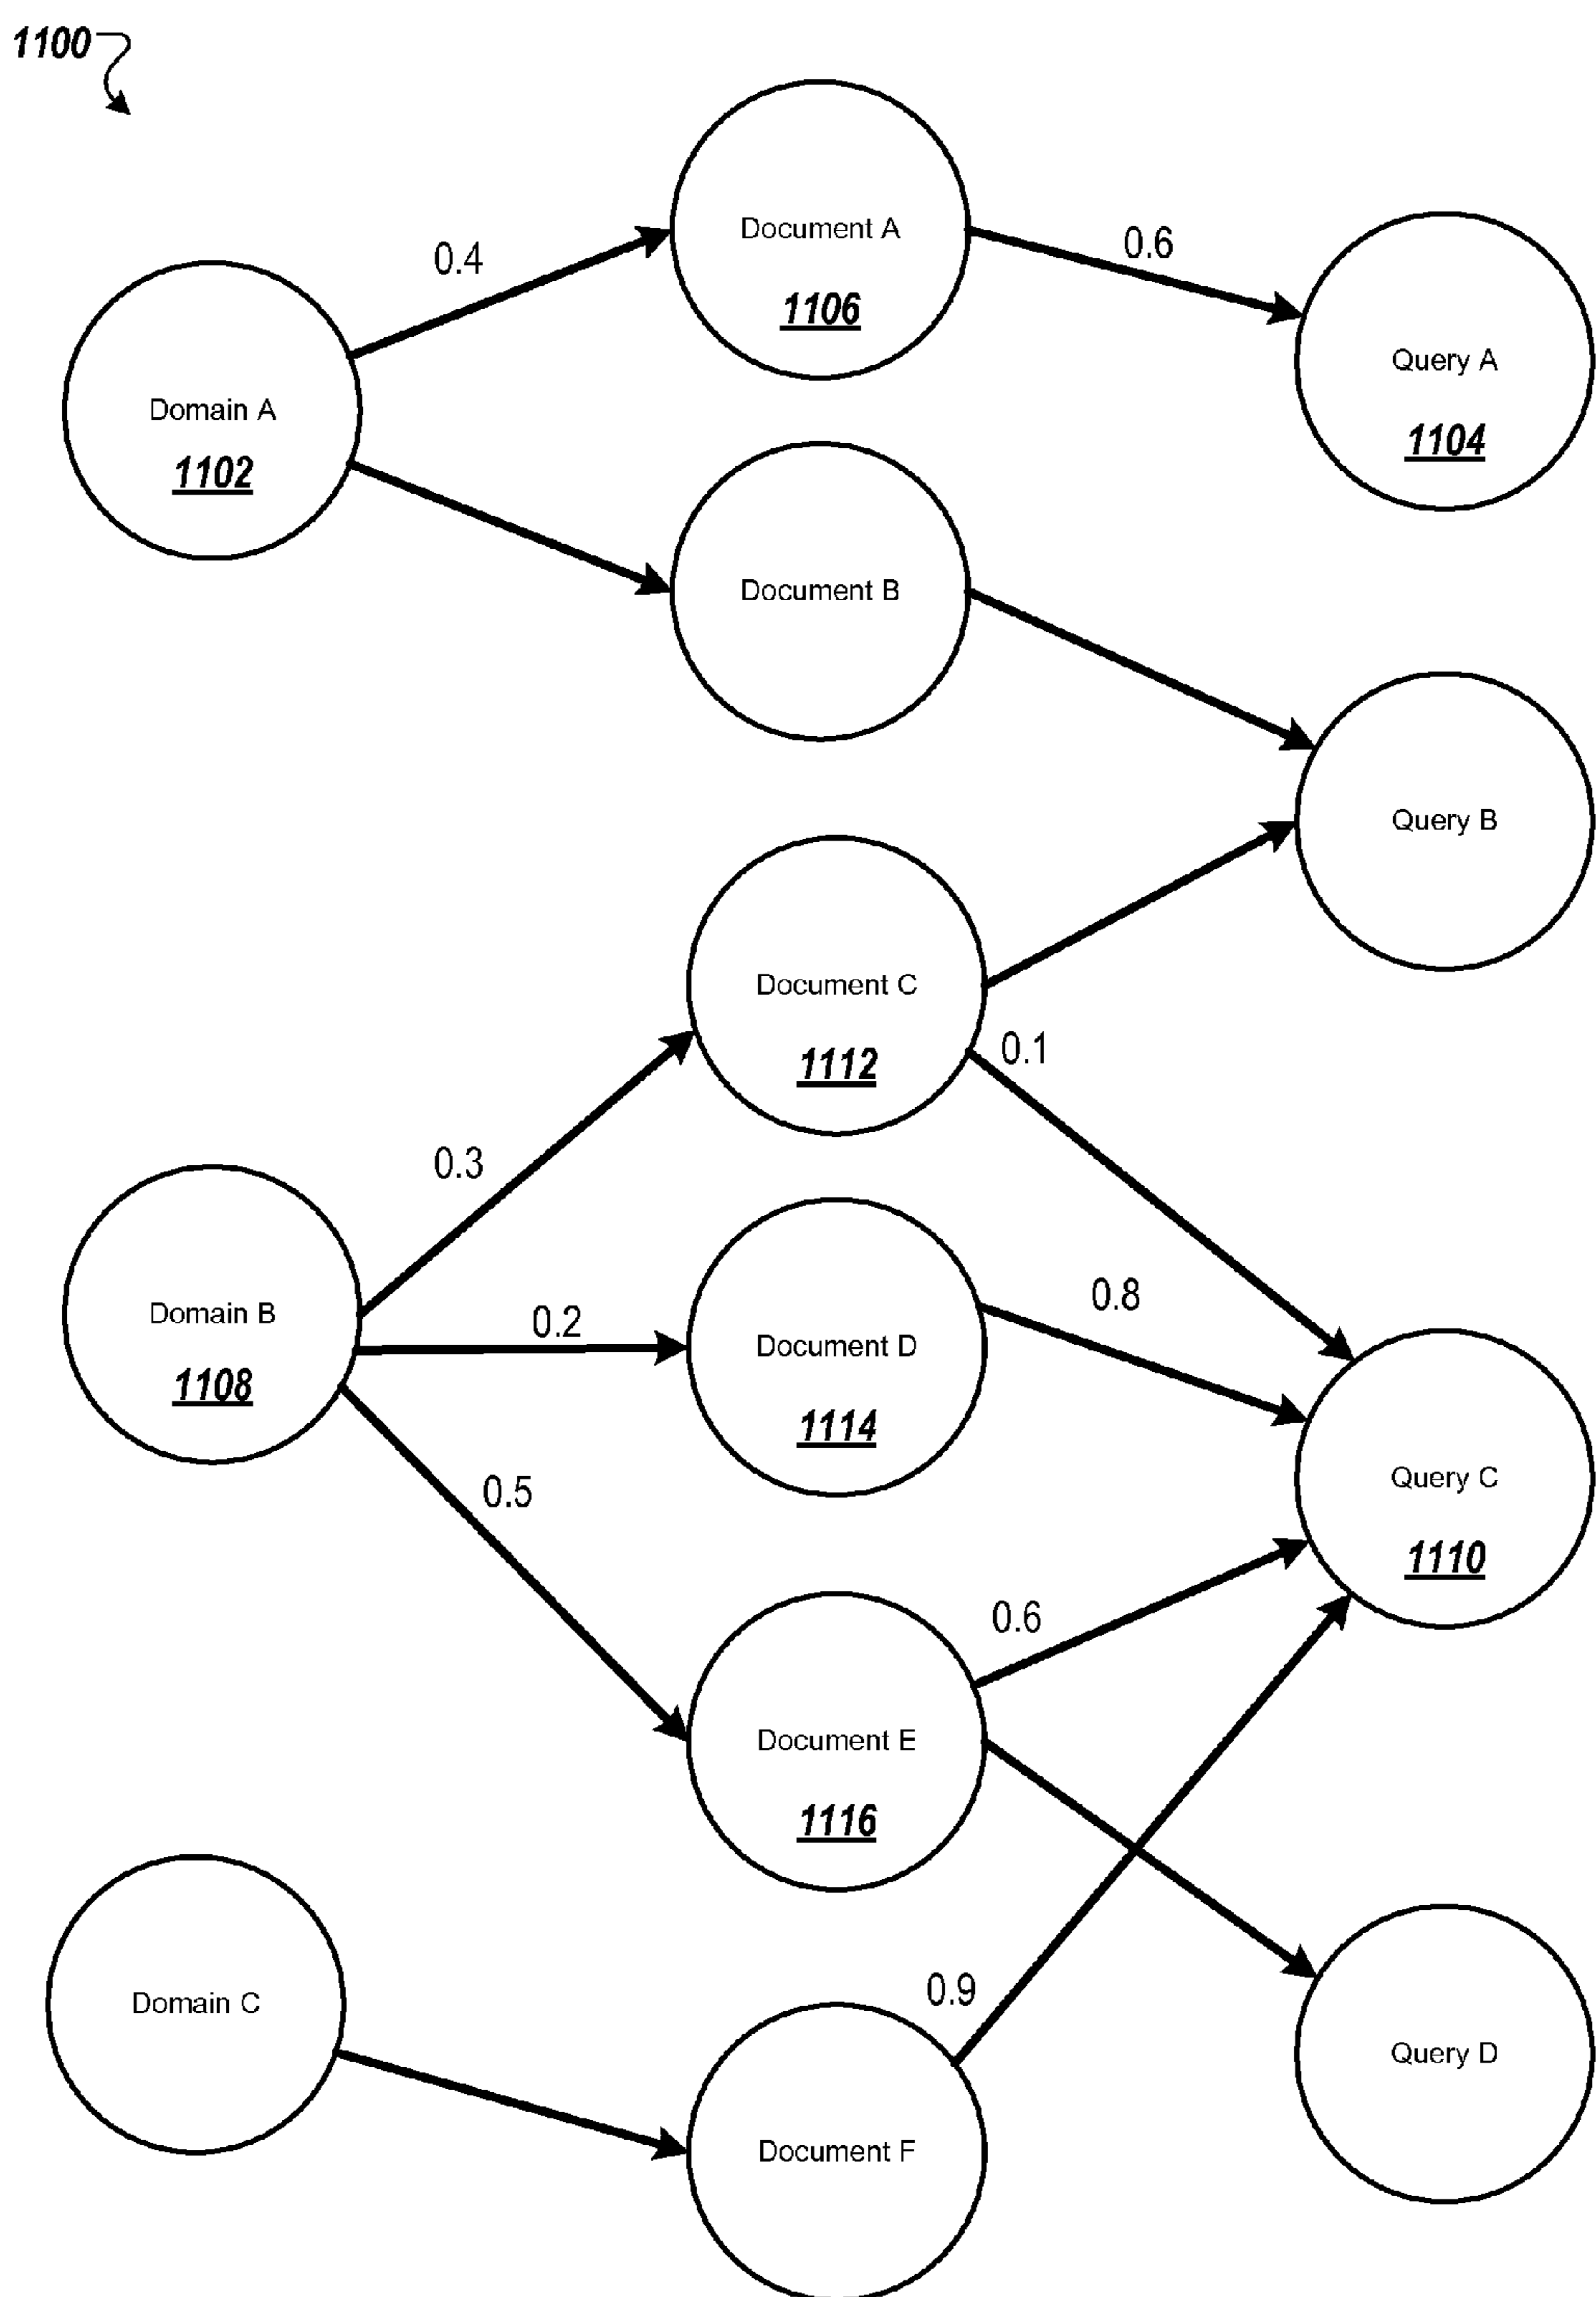 1100
Document A
0.4
0.6
1106
Query A
Domain A
1104
1102
Document B
Query B
Document C
0.1
1112
0.3
0.8
Domain B
0.2
Document D
1108
1114
Query C
0.5
1110
0.6
Document E
1116
0.9
Domain C
Query D
Document F